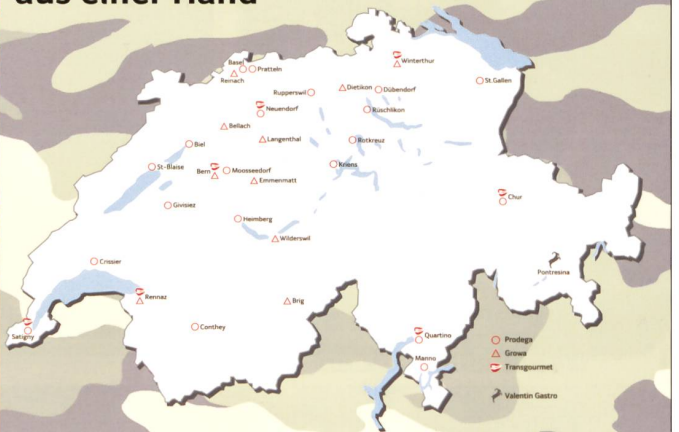 aus einer Hand
Winterthur
Basel
Pratteln
Reinach
St.Gallen
Rupperswil
Dietikon
Dübendorf
Neuendorf
Rüschlikon
Bellach
Langenthal
Rotkreuz
Biel
St-Blaise
Bern
Moosseedorf
Kriens
Emmenmatt
Chur
Givisiez
Heimberg
Wilderswil
Crissier
Pontresina
Rennaz
Brig
Conthey
Satigny
Quartino
Manno
Prodega
Growa
Transgourmet
Valentin Gastro